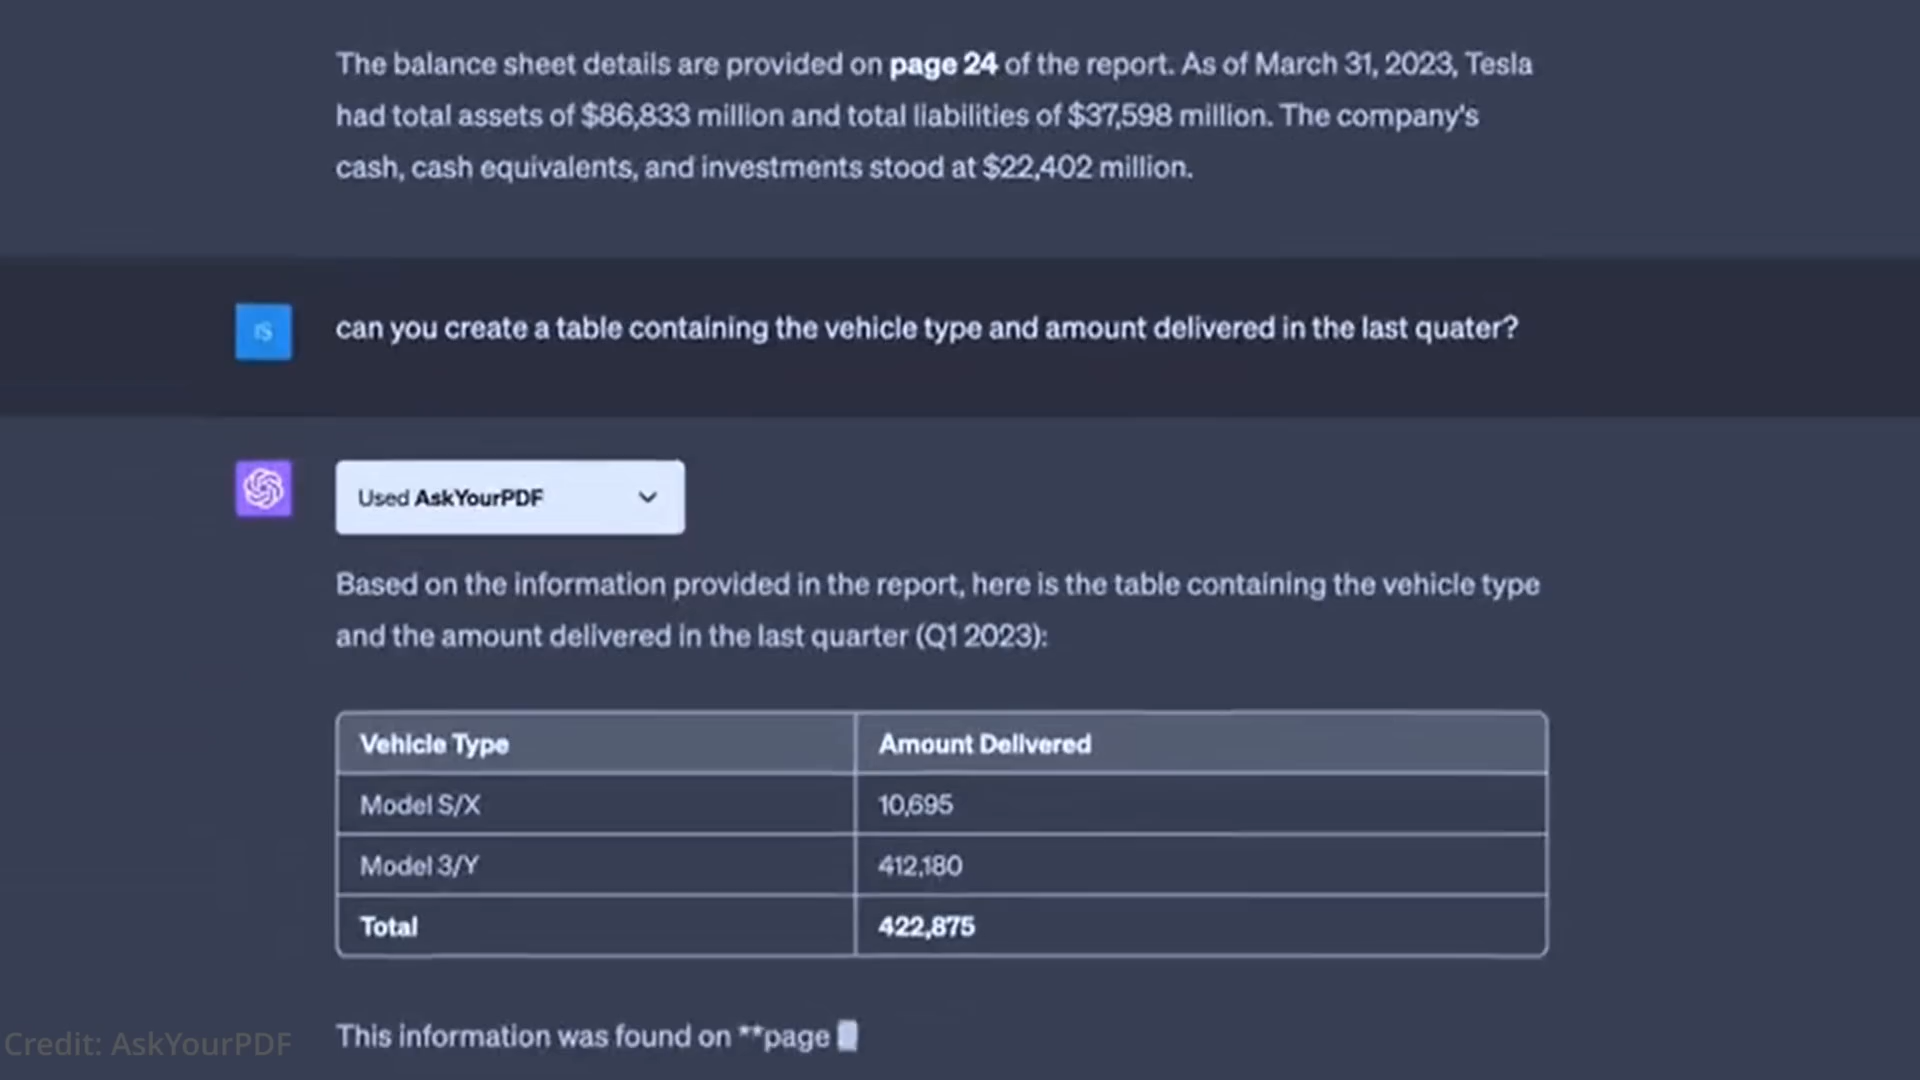 The balance sheet details are provided on page 24 of the report. As of March 31, 2023, Tesla
had total assets of $86,833 million and total liabilities of $37,598 million. The company's
cash, cash equivalents, and investments stood at $22,402 million.
IS
can you create a table containing the vehicle type and amount delivered in the last quater?
Used AskYourPDF
Based on the information provided in the report, here is the table containing the vehicle type
and the amount delivered in the last quarter (Q1 2023):
Vehicle Type Amount Delivered
Model S/X 10,695
Model 3/Y 412,180
Total 422,875
This information was found on **page
Credit: AskYourPDF